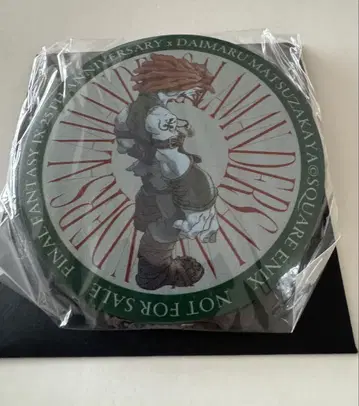 FINAL FANTASY IX 25TH ANNIVERSARY x DAIMARU MATSUZAKAYA © SQUARE ENIX
NOT FOR SALE